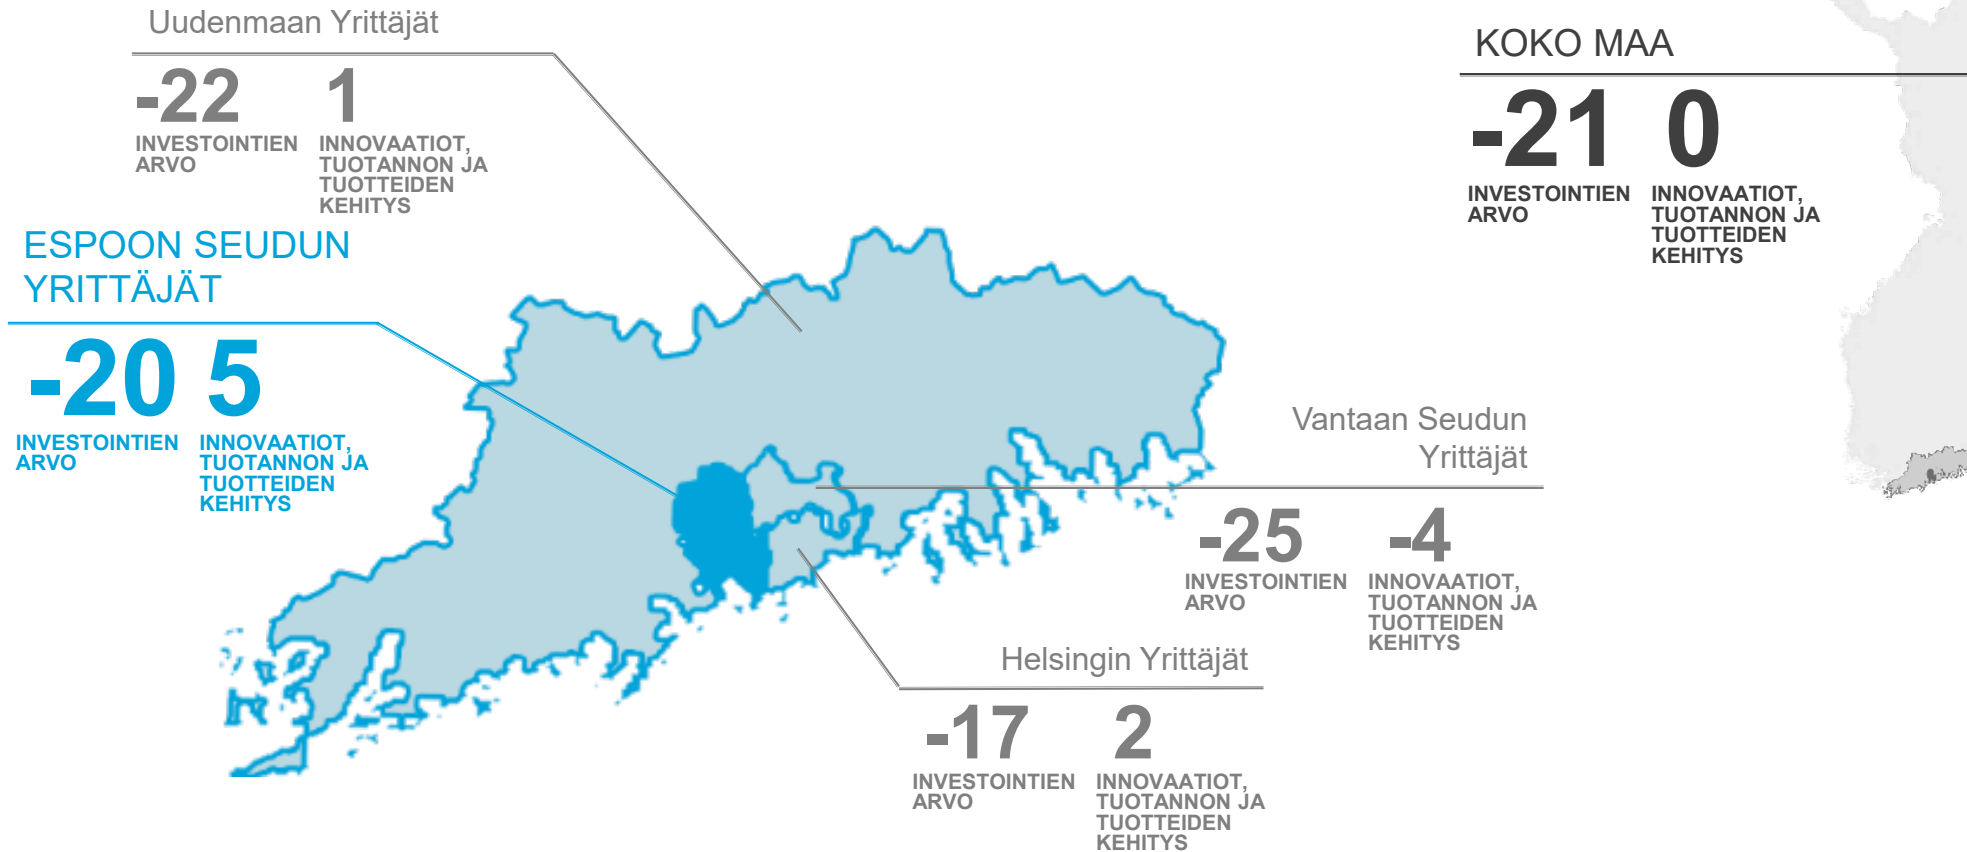 Uudenmaan Yrittäjät
-22 1
INVESTOINTIEN
ARVO
INNOVAATIOT,
TUOTANNON JA
TUOTTEIDEN
KEHITYS
KOKO MAA
-21 0
INVESTOINTIEN
ARVO
INNOVAATIOT,
TUOTANNON JA
TUOTTEIDEN
KEHITYS
ESPOON SEUDUN
YRITTÄJÄT
-20 5
INVESTOINTIEN
ARVO
INNOVAATIOT,
TUOTANNON JA
TUOTTEIDEN
KEHITYS
Vantaan Seudun
Yrittäjät
-25 -4
INVESTOINTIEN
ARVO
INNOVAATIOT,
TUOTANNON JA
TUOTTEIDEN
KEHITYS
Helsingin Yrittäjät
-17 2
INVESTOINTIEN
ARVO
INNOVAATIOT,
TUOTANNON JA
TUOTTEIDEN
KEHITYS